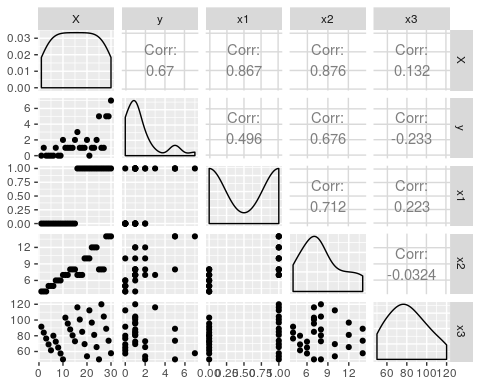 X y x1 x2 x3
0.03 Corr: Corr: Corr: Corr: X
0.02
0.01 0.67 0.867 0.876 0.132
0.00
6 Corr: Corr: Corr: y
4
2 0.496 0.676 -0.233
0
1.00 Corr: Corr: x1
0.75
0.50 0.712 0.223
0.25
0.00
12 Corr: x2
9
6 -0.0324
120 x3
100
80
60
0 10 20 30 0 2 4 6 0.00 0.25 0.50 0.75 1.00 6 9 12 60 80 100 120